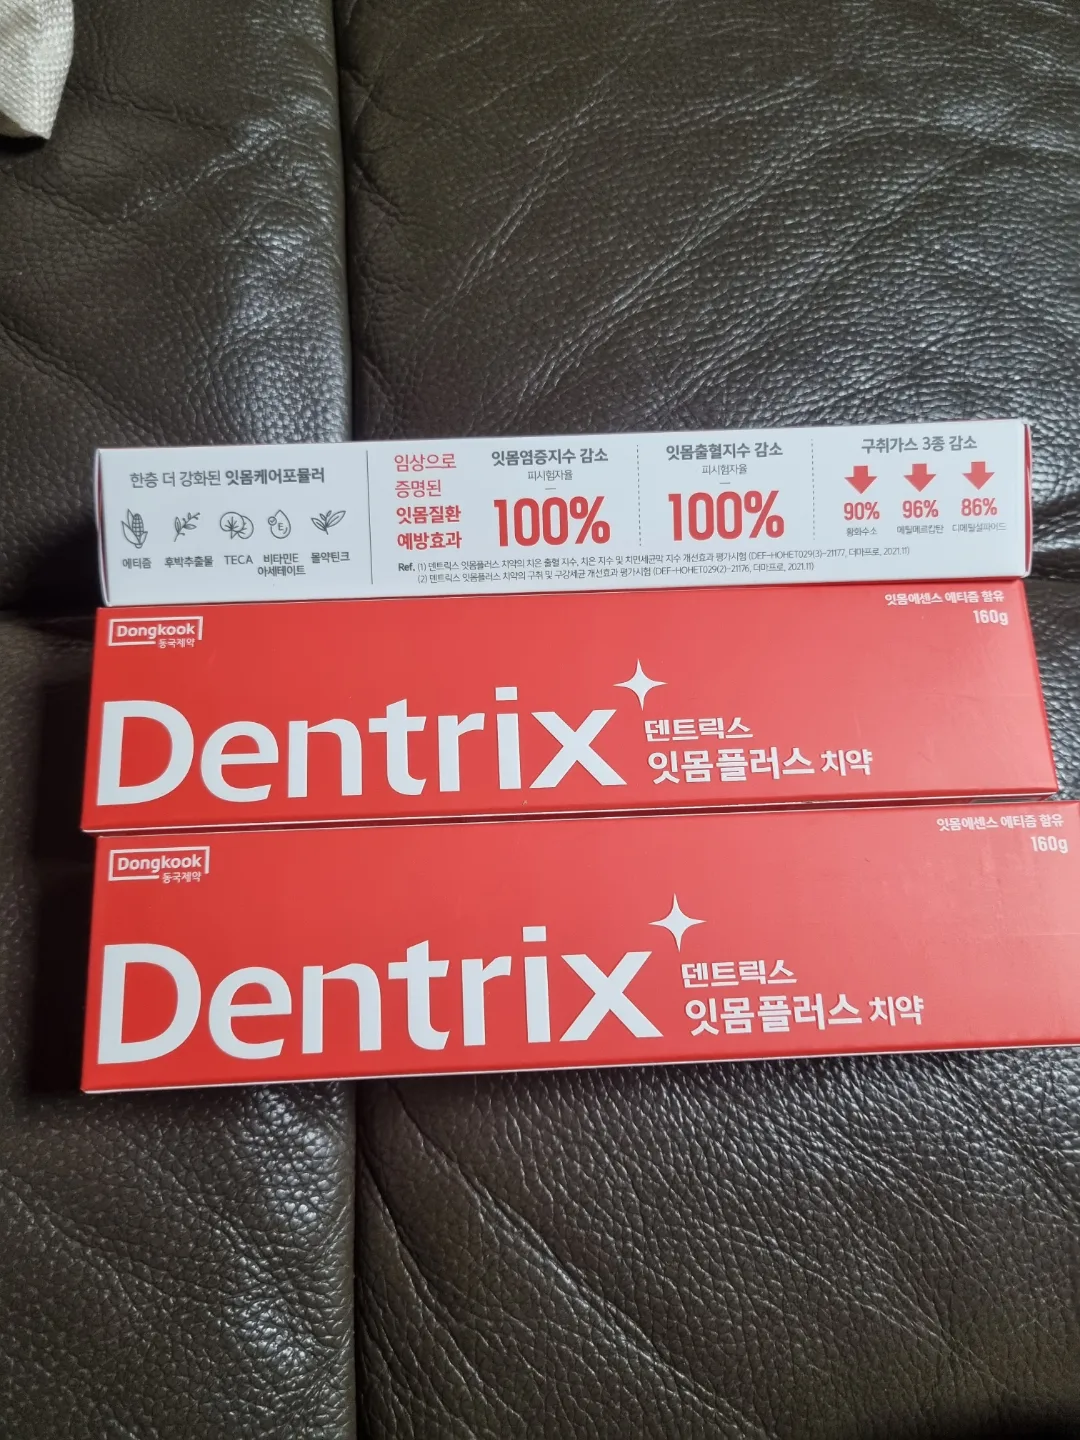 한층 더 강화된 잇몸케어포뮬러
에티즘
후박추출물
TECA
비타민E
아세테이트
몰약틴크
임상으로
증명된
잇몸질환
예방효과
잇몸염증지수 감소
피시험자율
100%
잇몸출혈지수 감소
피시험자율
100%
구취가스 3종 감소
90%
황화수소
96%
메틸메르캅탄
86%
디메틸설파이드
Ref. (1) 덴트릭스 잇몸플러스 치약의 치은 출혈 지수, 치은 지수 및 치면세균막 지수 개선효과 평가시험 (DEF-HOHET029(3)-21177, 더마프로, 2021.11)
(2) 덴트릭스 잇몸플러스 치약의 구취 및 구강세균 개선효과 평가시험 (DEF-HOHET029(2)-21176, 더마프로, 2021.11)
Dongkook
동국제약
잇몸에센스 에티즘 함유
160g
Dentrix
덴트릭스
잇몸플러스 치약
Dongkook
동국제약
잇몸에센스 에티즘 함유
160g
Dentrix
덴트릭스
잇몸플러스 치약